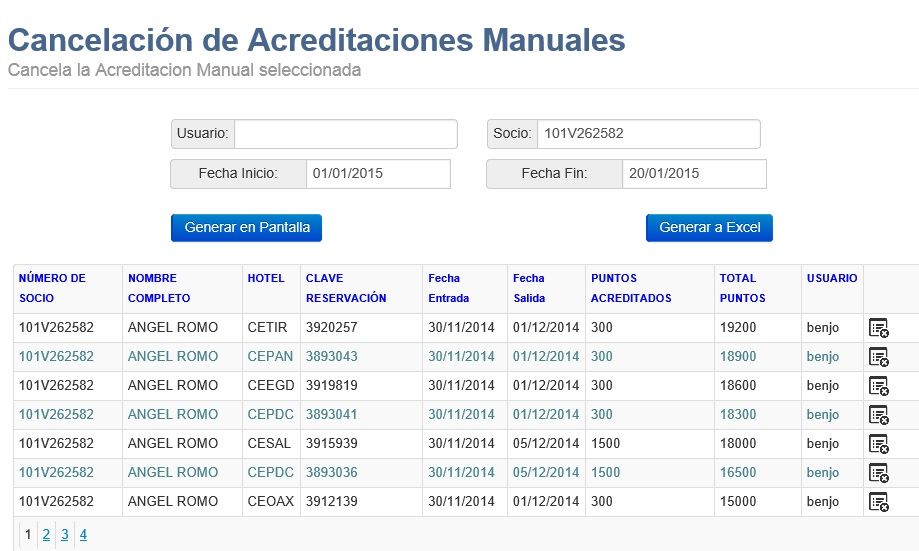 Cancelación de Acreditaciones Manuales
Cancela la Acreditacion Manual seleccionada
Usuario: Socio: 101V262582
Fecha Inicio: 01/01/2015 Fecha Fin: 20/01/2015
Generar en Pantalla Generar a Excel
NÚMERO DE NOMBRE HOTEL CLAVE Fecha Fecha PUNTOS TOTAL USUARIO
SOCIO COMPLETO RESERVACIÓN Entrada Salida ACREDITADOS PUNTOS
101V262582 ANGEL ROMO CETIR 3920257 30/11/2014 01/12/2014 300 19200 benjo
101V262582 ANGEL ROMO CEPAN 3893043 30/11/2014 01/12/2014 300 18900 benjo
101V262582 ANGEL ROMO CEEGD 3919819 30/11/2014 01/12/2014 300 18600 benjo
101V262582 ANGEL ROMO CEPDC 3893041 30/11/2014 01/12/2014 300 18300 benjo
101V262582 ANGEL ROMO CESAL 3915939 30/11/2014 05/12/2014 1500 18000 benjo
101V262582 ANGEL ROMO CEPDC 3893036 30/11/2014 05/12/2014 1500 16500 benjo
101V262582 ANGEL ROMO CEOAX 3912139 30/11/2014 01/12/2014 300 15000 benjo
1 2 3 4